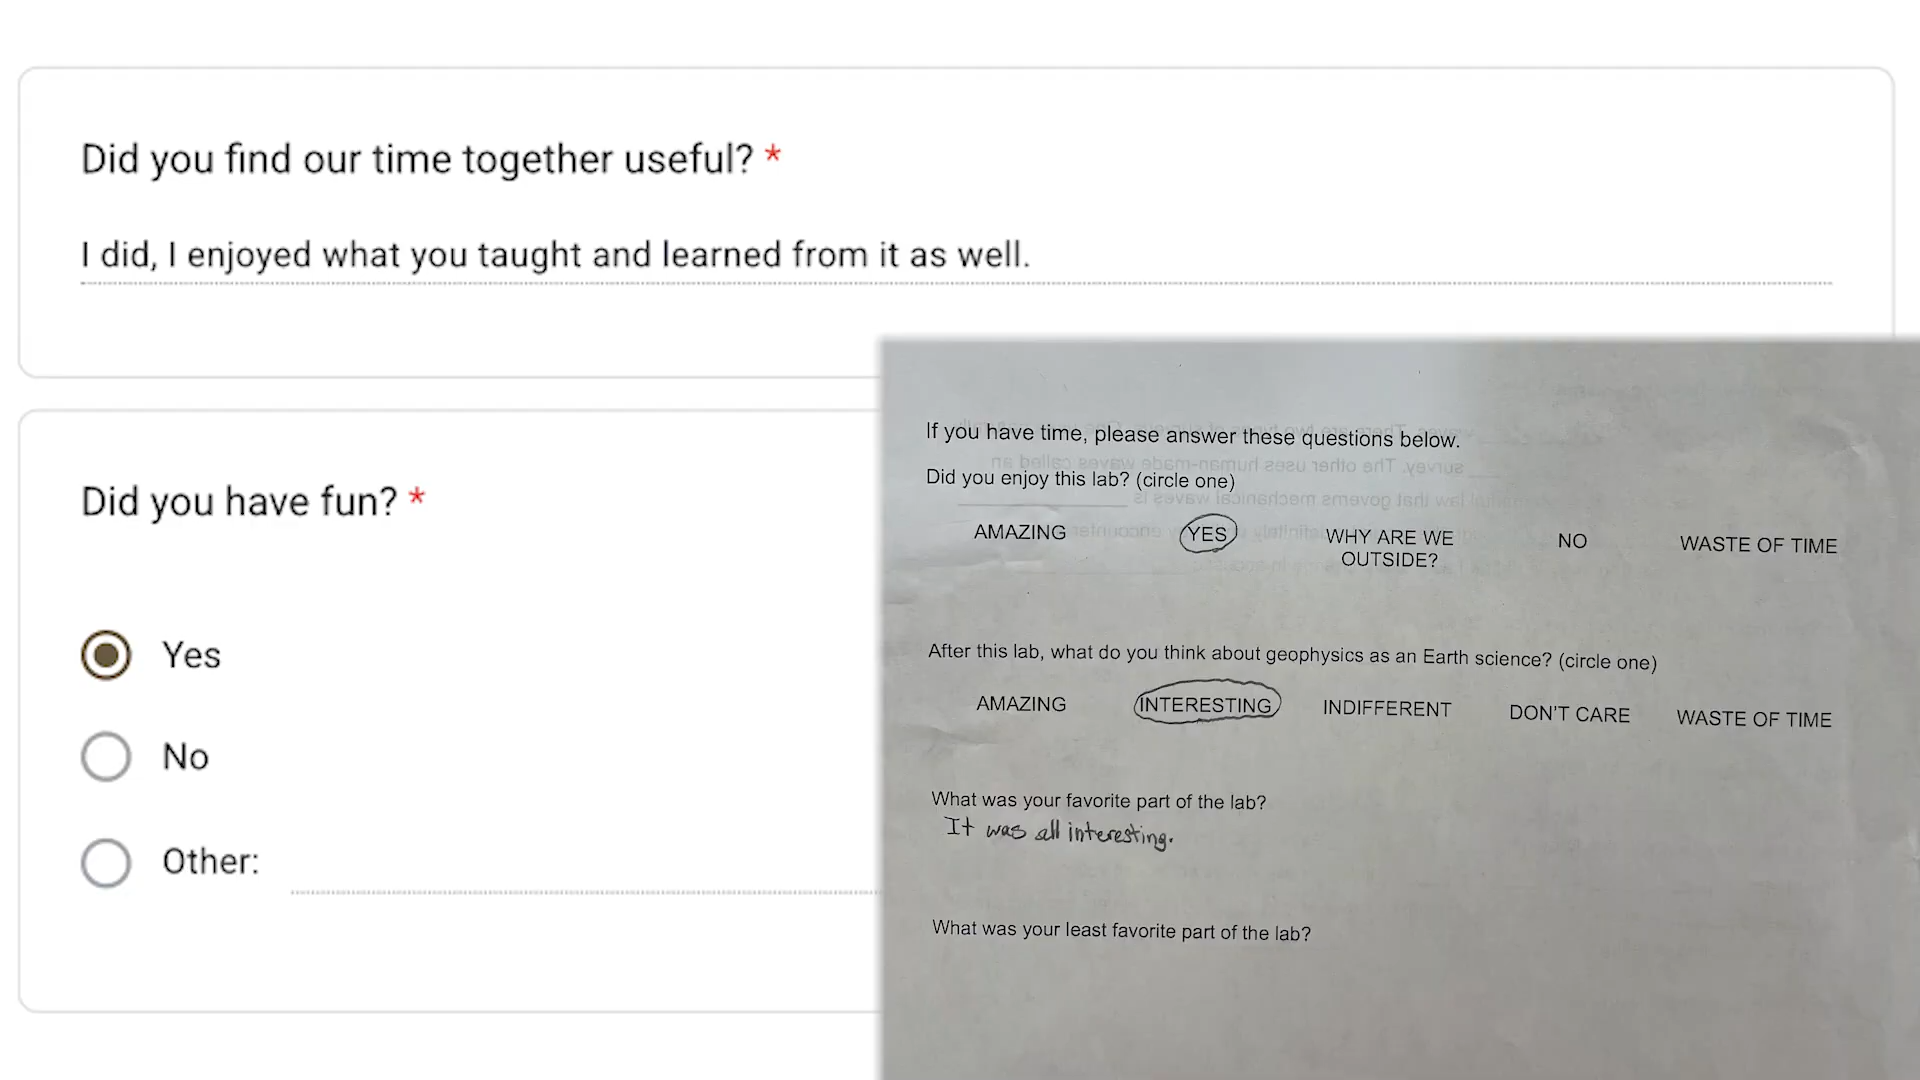 Did you find our time together useful? *
I did, I enjoyed what you taught and learned from it as well.
Did you have fun? *
Yes
No
Other:
If you have time, please answer these questions below.
Did you enjoy this lab? (circle one)
AMAZING YES WHY ARE WE OUTSIDE? NO WASTE OF TIME
After this lab, what do you think about geophysics as an Earth science? (circle one)
AMAZING INTERESTING INDIFFERENT DON'T CARE WASTE OF TIME
What was your favorite part of the lab?
It was all interesting.
What was your least favorite part of the lab?